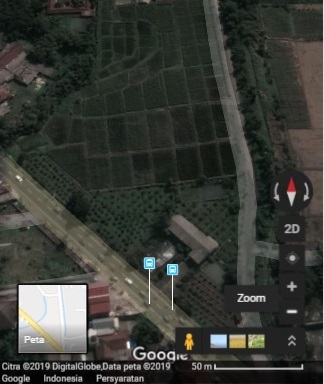 2D
Zoom
+
−
Peta
Google
Citra ©2019 DigitalGlobe,Data peta ©2019 50 m
Google Indonesia Persyaratan